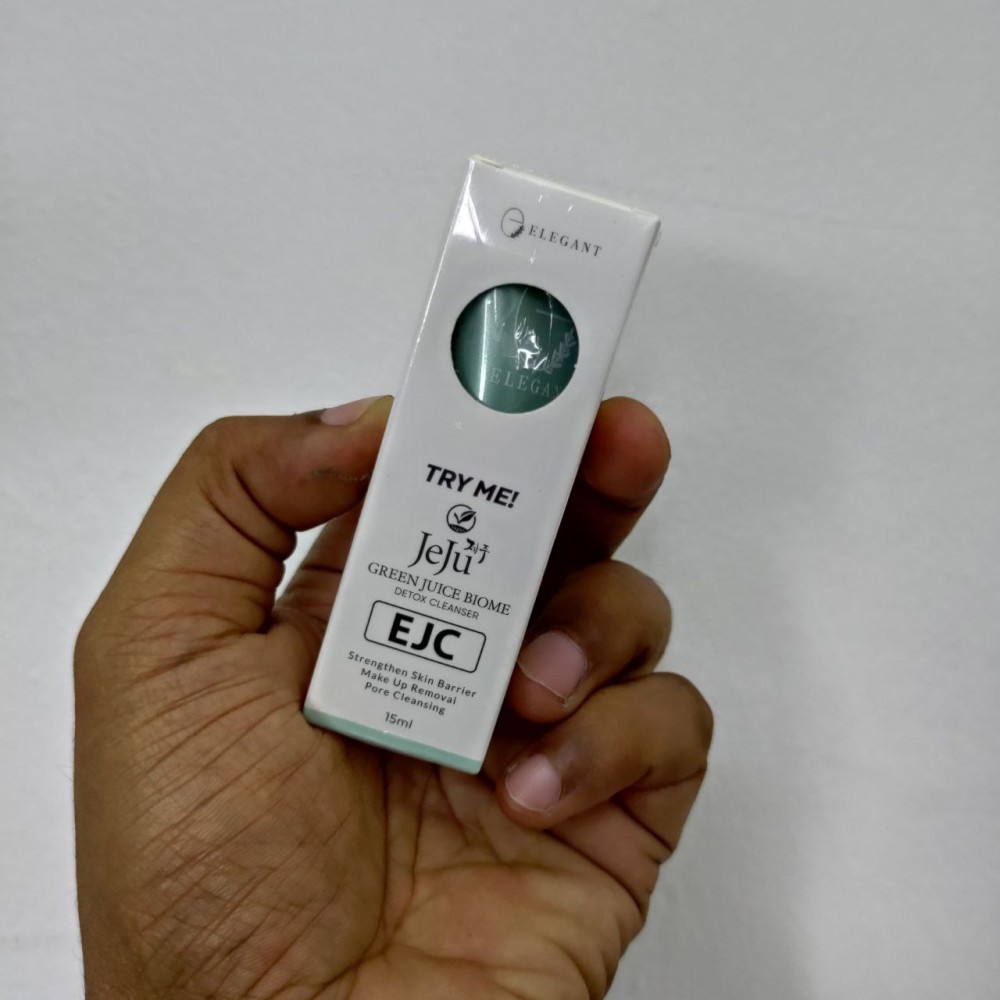 ELEGANT
ELEGA
TRY ME!
JeJu 제주
GREEN JUICE BIOME
DETOX CLEANSER
EJC
Strengthen Skin Barrier
Make Up Removal
Pore Cleansing
15ml